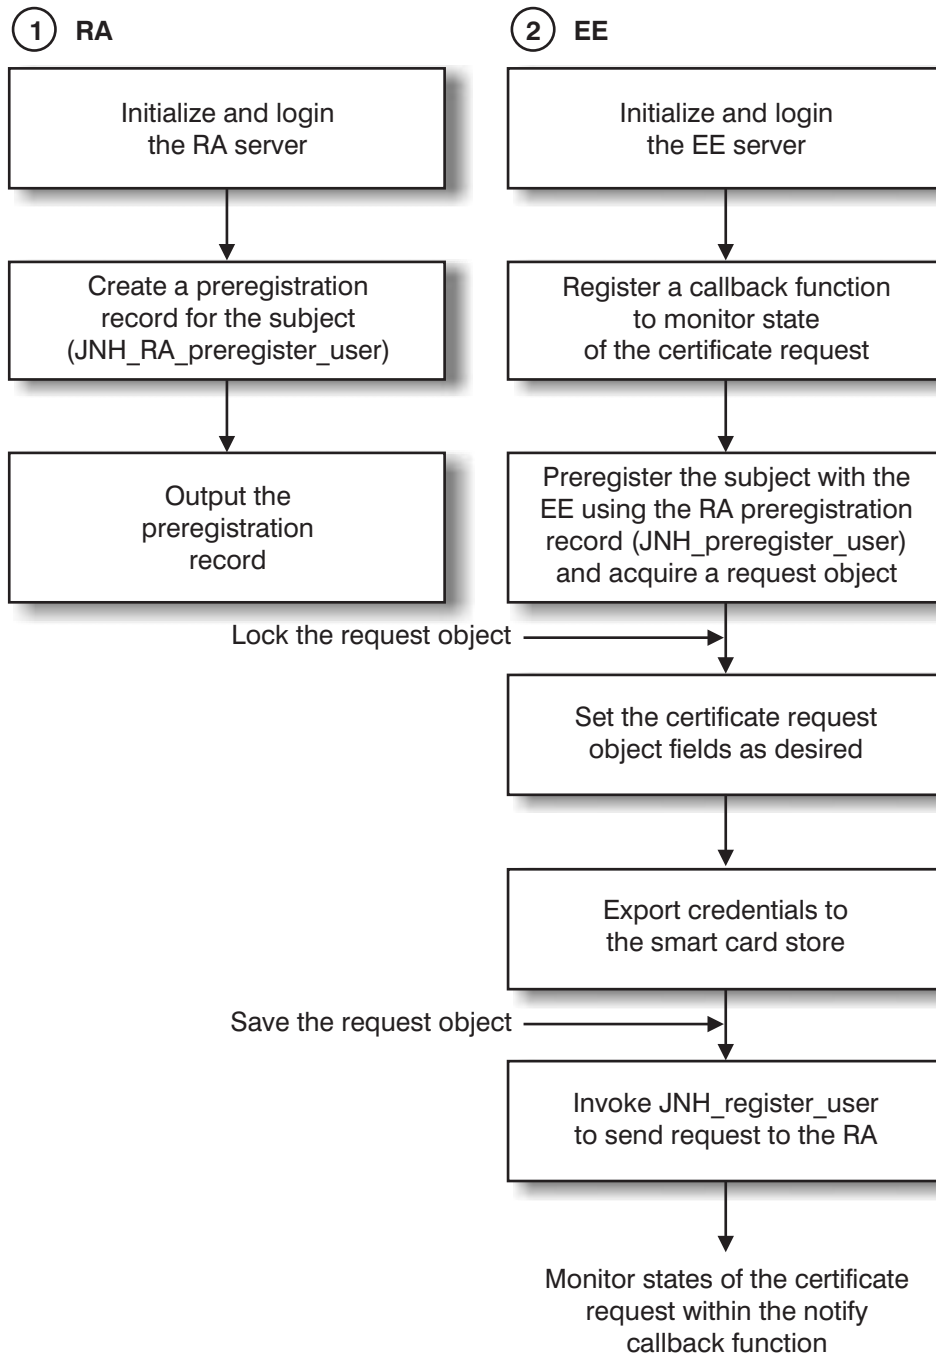 1 RA
Initialize and login
the RA server
Create a preregistration
record for the subject
(JNH_RA_preregister_user)
Output the
preregistration
record
2 EE
Initialize and login
the EE server
Register a callback function
to monitor state
of the certificate request
Preregister the subject with the
EE using the RA prepregistration
record (JNH_preregister_user)
and acquire a request object
Lock the request object
Set the certificate request
object fields as desired
Export credentials to
the smart card store
Save the request object
Invoke JNH_register_user
to send request to the RA
Monitor states of the certificate
request within the notify
callback function